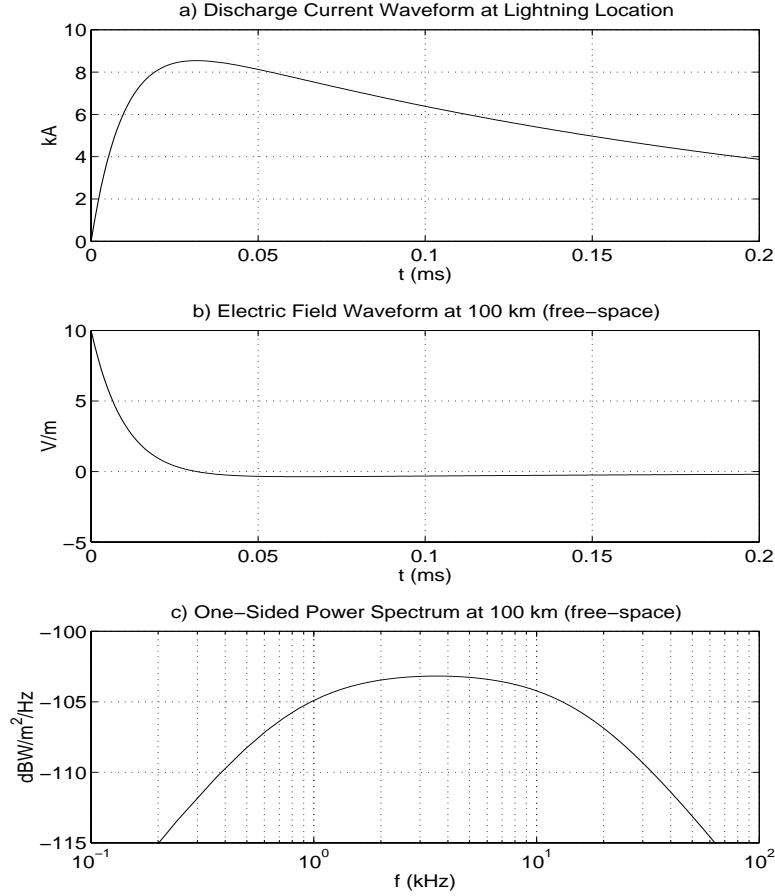 a) Discharge Current Waveform at Lightning Location
10
8
6
4
2
0
kA
0 0.05 0.1 0.15 0.2
t (ms)
b) Electric Field Waveform at 100 km (free−space)
10
5
0
−5
V/m
0 0.05 0.1 0.15 0.2
t (ms)
c) One−Sided Power Spectrum at 100 km (free−space)
−100
−105
−110
−115
dBW/m²/Hz
10⁻¹ 10⁰ 10¹ 10²
f (kHz)